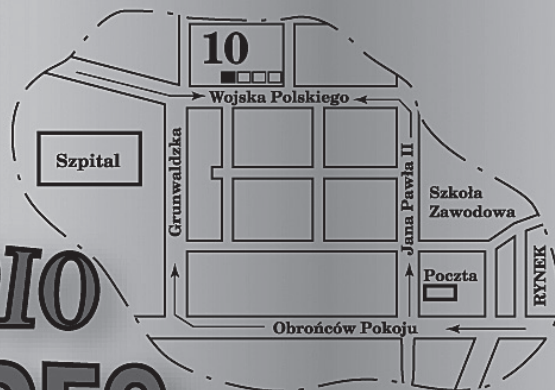 10
Wojska Polskiego
Szpital
Grunwaldzka
Jana Pawła II
Szkoła
Zawodowa
Poczta
RYNEK
Obrońców Pokoju